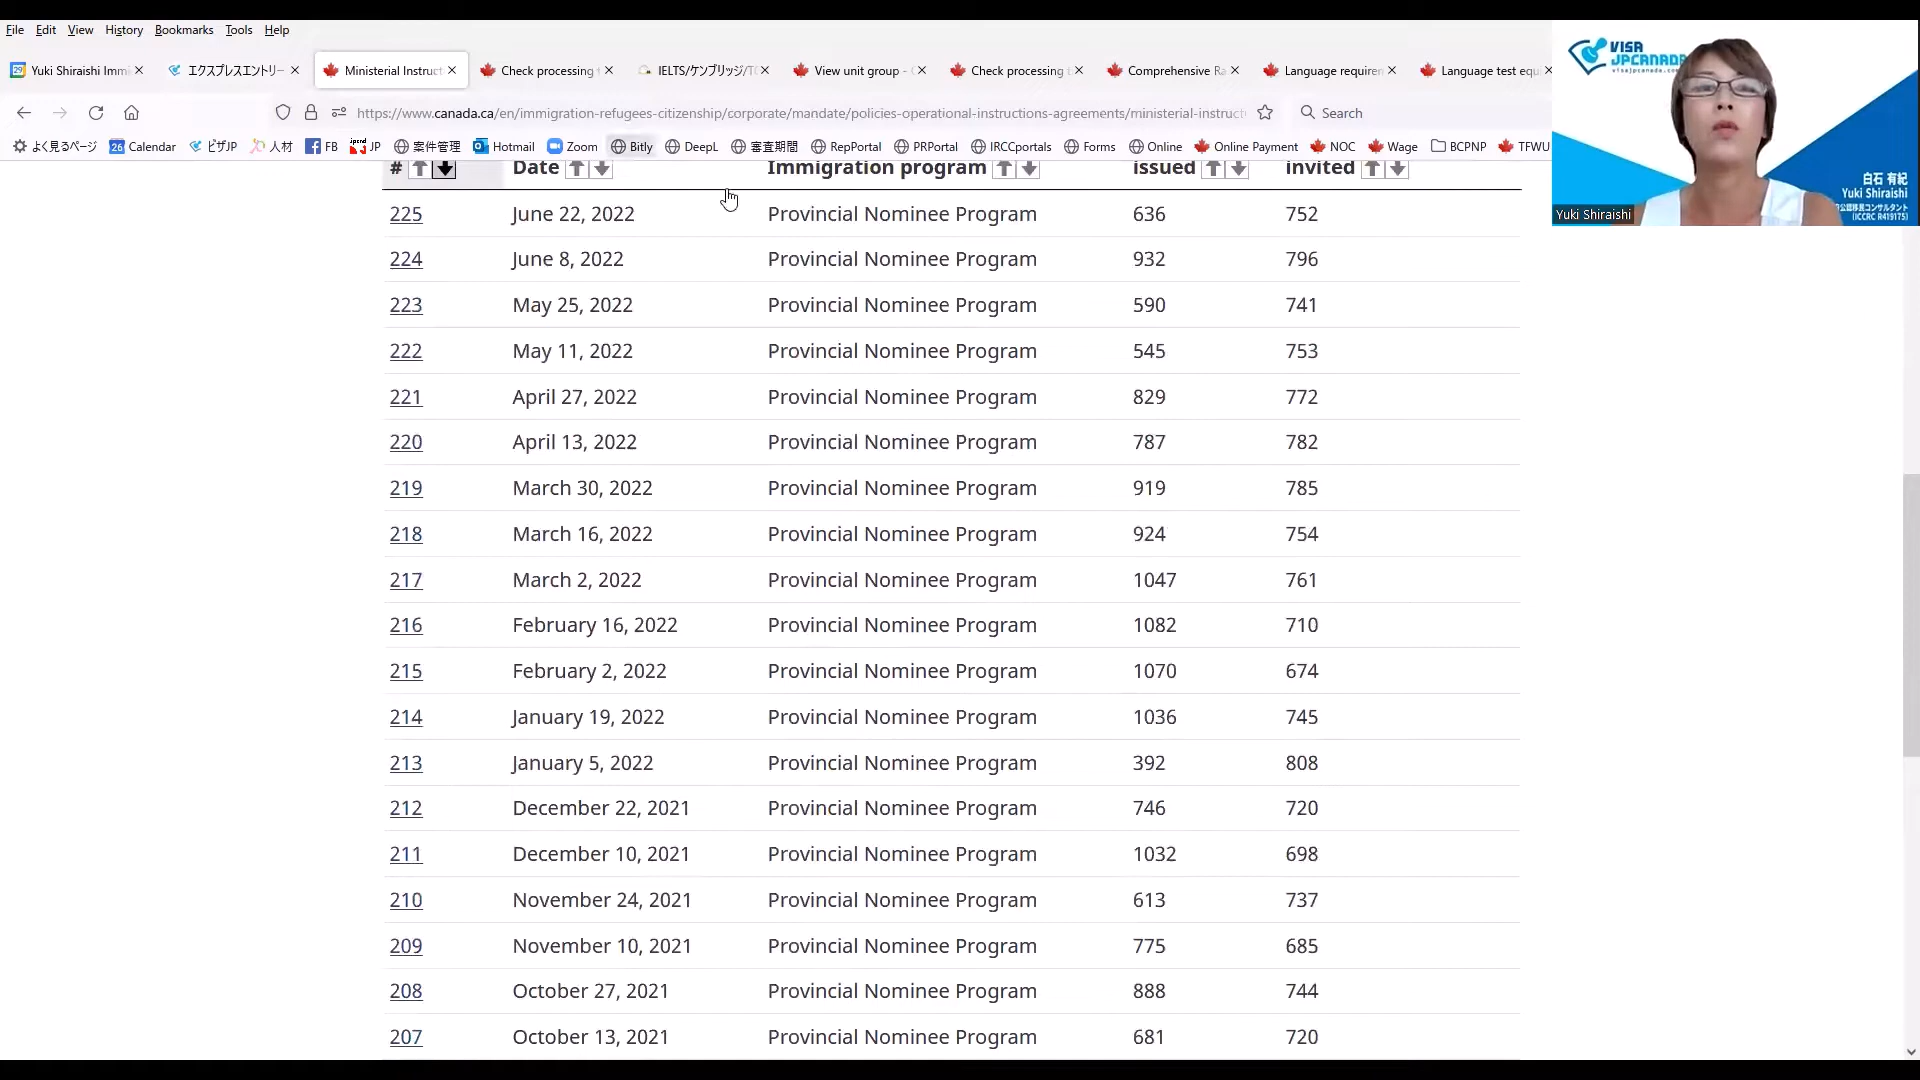 File Edit View History Bookmarks Tools Help
Yuki Shiraishi Immi
エクスプレスエントリー
Ministerial Instruct
Check processing t
IELTS/ケンブリッジ/T
View unit group - C
Check processing t
Comprehensive Ra
Language requirem
Language test equ
https://www.canada.ca/en/immigration-refugees-citizenship/corporate/mandate/policies-operational-instructions-agreements/ministerial-instruct
Search
よく見るページ Calendar ビザJP 人材 FB JP 案件管理 Hotmail Zoom Bitly DeepL 審査期間 RepPortal PRPortal IRCCportals Forms Online Online Payment NOC Wage BCPNP TFWU
# Date Immigration program issued invited
225 June 22, 2022 Provincial Nominee Program 636 752
224 June 8, 2022 Provincial Nominee Program 932 796
223 May 25, 2022 Provincial Nominee Program 590 741
222 May 11, 2022 Provincial Nominee Program 545 753
221 April 27, 2022 Provincial Nominee Program 829 772
220 April 13, 2022 Provincial Nominee Program 787 782
219 March 30, 2022 Provincial Nominee Program 919 785
218 March 16, 2022 Provincial Nominee Program 924 754
217 March 2, 2022 Provincial Nominee Program 1047 761
216 February 16, 2022 Provincial Nominee Program 1082 710
215 February 2, 2022 Provincial Nominee Program 1070 674
214 January 19, 2022 Provincial Nominee Program 1036 745
213 January 5, 2022 Provincial Nominee Program 392 808
212 December 22, 2021 Provincial Nominee Program 746 720
211 December 10, 2021 Provincial Nominee Program 1032 698
210 November 24, 2021 Provincial Nominee Program 613 737
209 November 10, 2021 Provincial Nominee Program 775 685
208 October 27, 2021 Provincial Nominee Program 888 744
207 October 13, 2021 Provincial Nominee Program 681 720
VISA
JPCANADA
白石 有紀
Yuki Shiraishi
公認移民コンサルタント
(ICCRC R419175)
Yuki Shiraishi